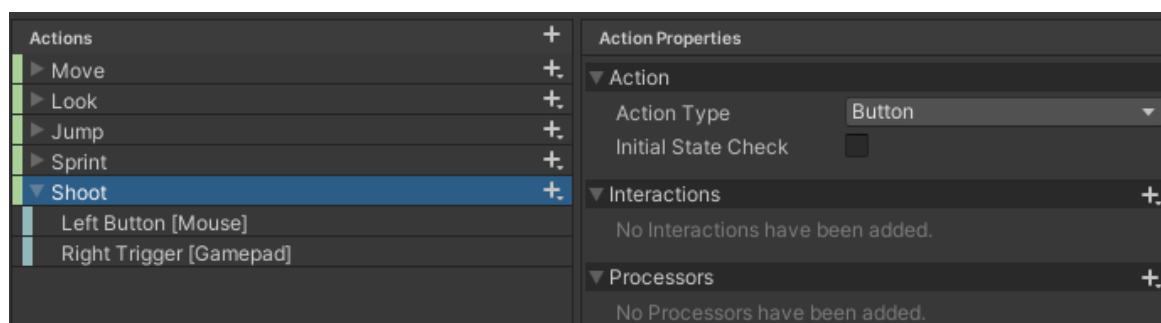 Actions
Move
Look
Jump
Sprint
Shoot
Left Button [Mouse]
Right Trigger [Gamepad]
Action Properties
Action
Action Type Button
Initial State Check
Interactions
No Interactions have been added.
Processors
No Processors have been added.